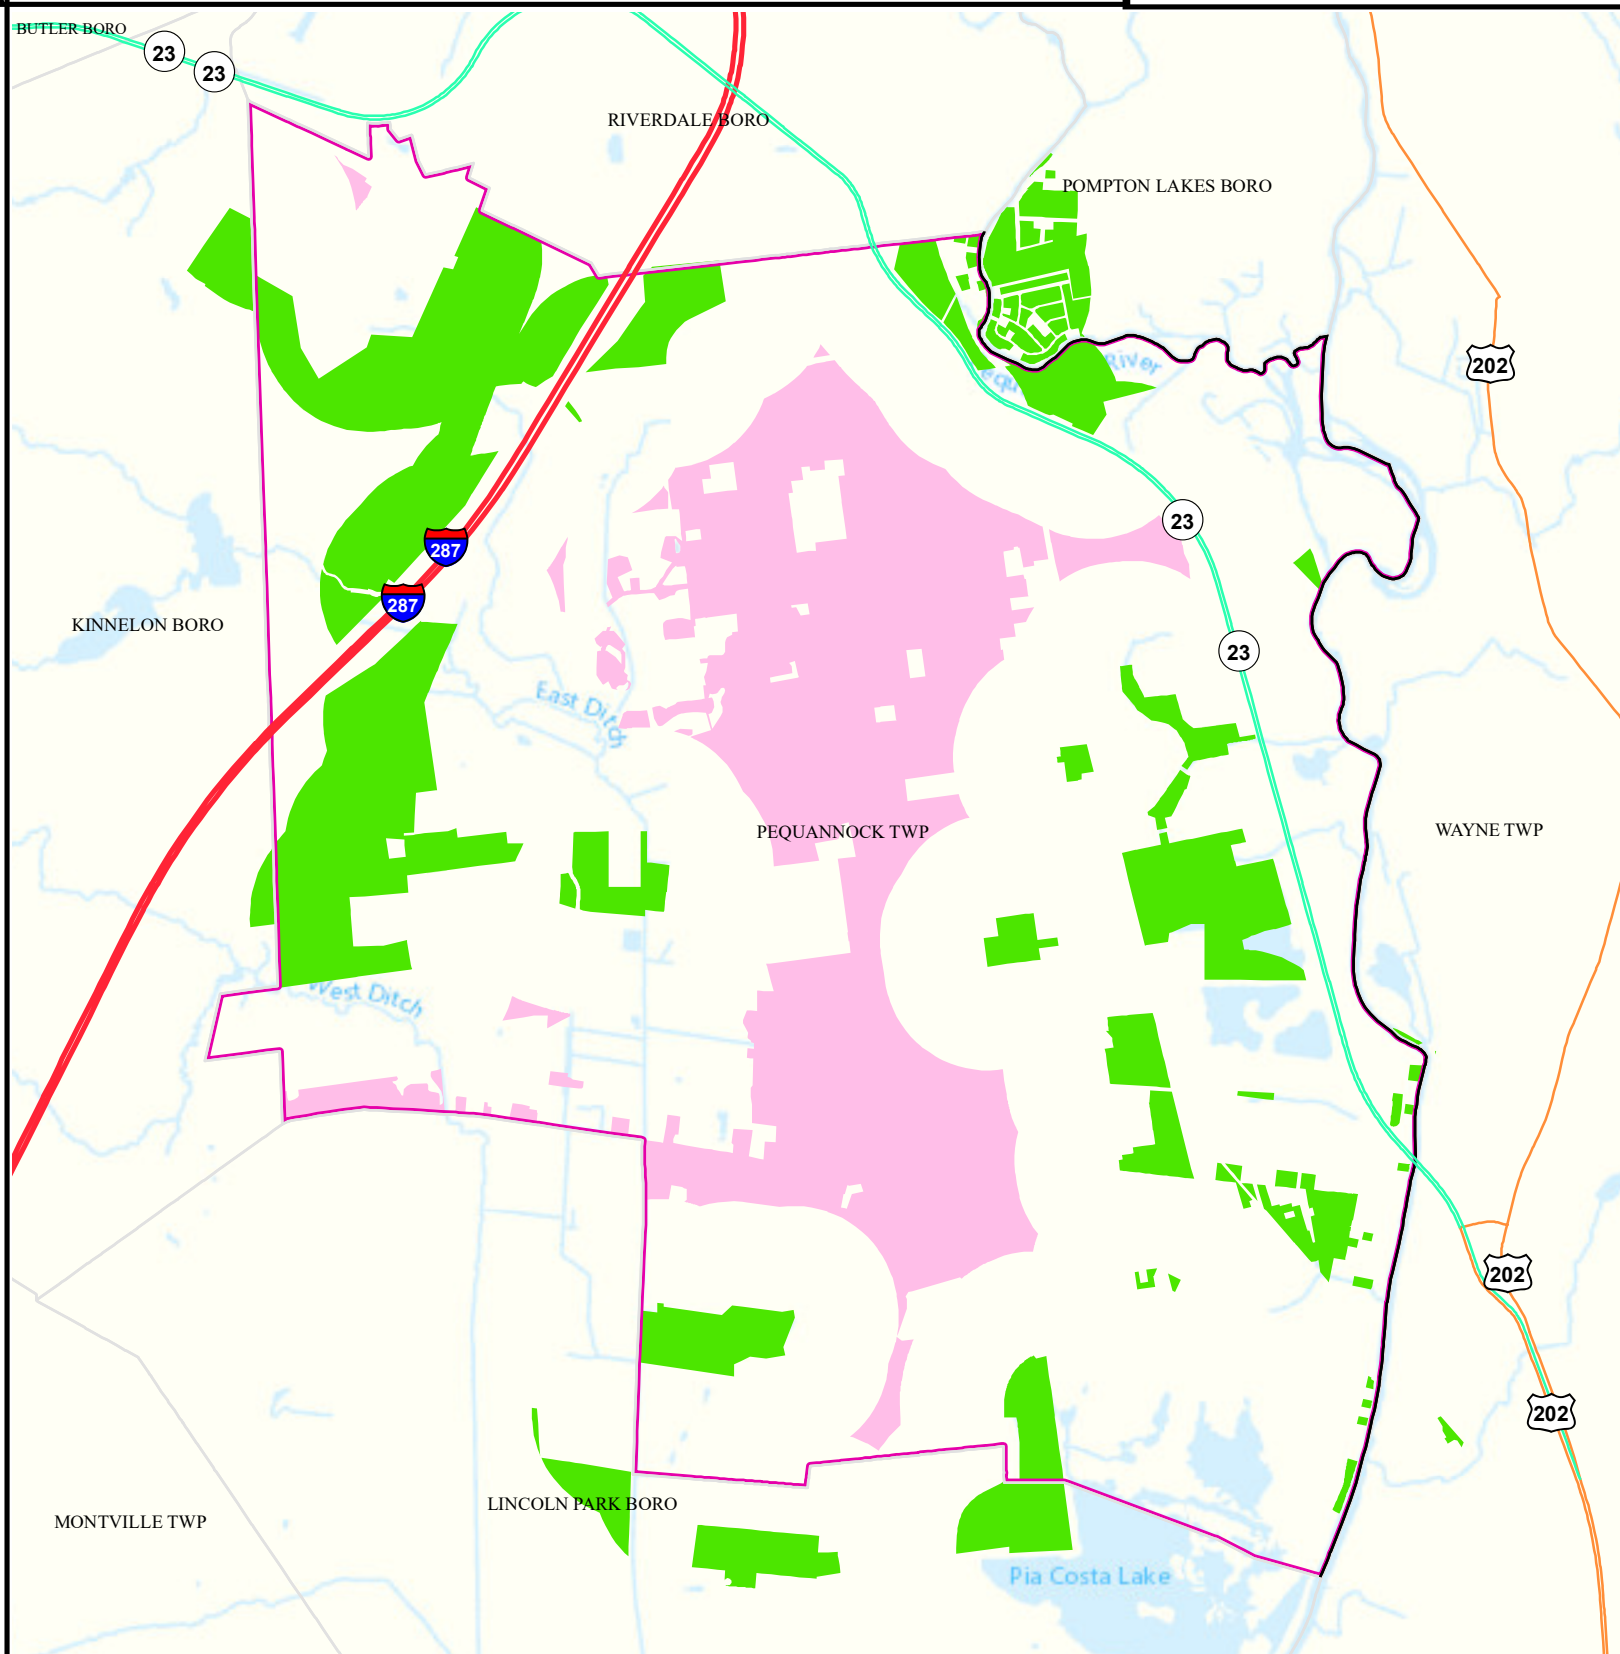 BUTLER BORO
23
23
RIVERDALE BORO
POMPTON LAKES BORO
River
202
23
287
287
KINNELON BORO
23
East Ditch
PEQUANNOCK TWP
WAYNE TWP
West Ditch
202
202
LINCOLN PARK BORO
MONTVILLE TWP
Pia Costa Lake